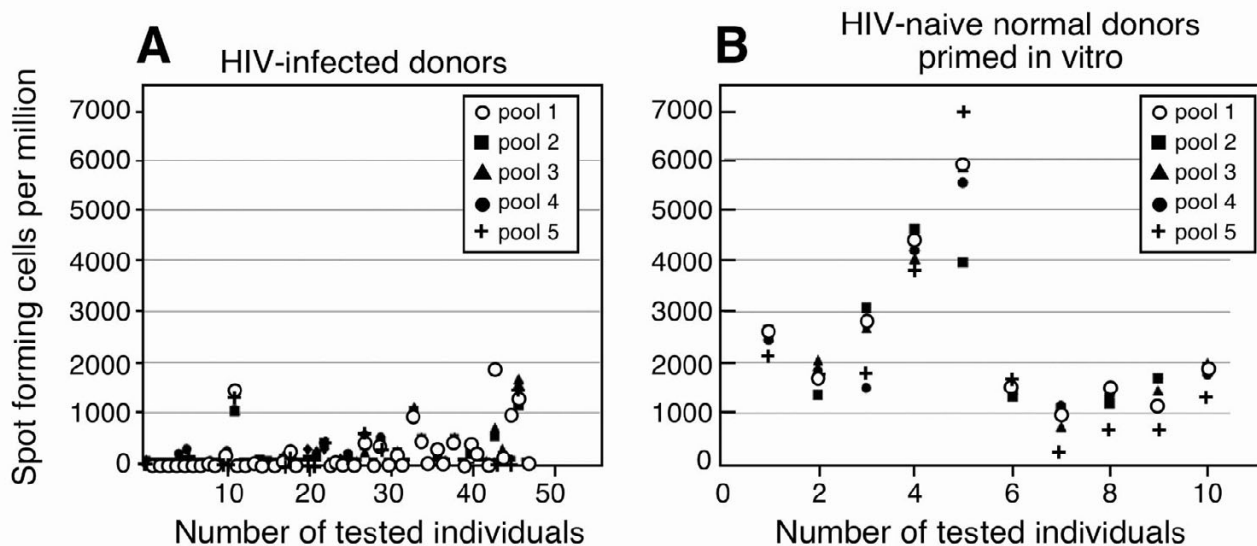 A
HIV-infected donors
Spot forming cells per million
7000
6000
5000
4000
3000
2000
1000
0
pool 1
pool 2
pool 3
pool 4
pool 5
10
20
30
40
50
Number of tested individuals
B
HIV-naive normal donors
primed in vitro
7000
6000
5000
4000
3000
2000
1000
0
pool 1
pool 2
pool 3
pool 4
pool 5
0
2
4
6
8
10
Number of tested individuals